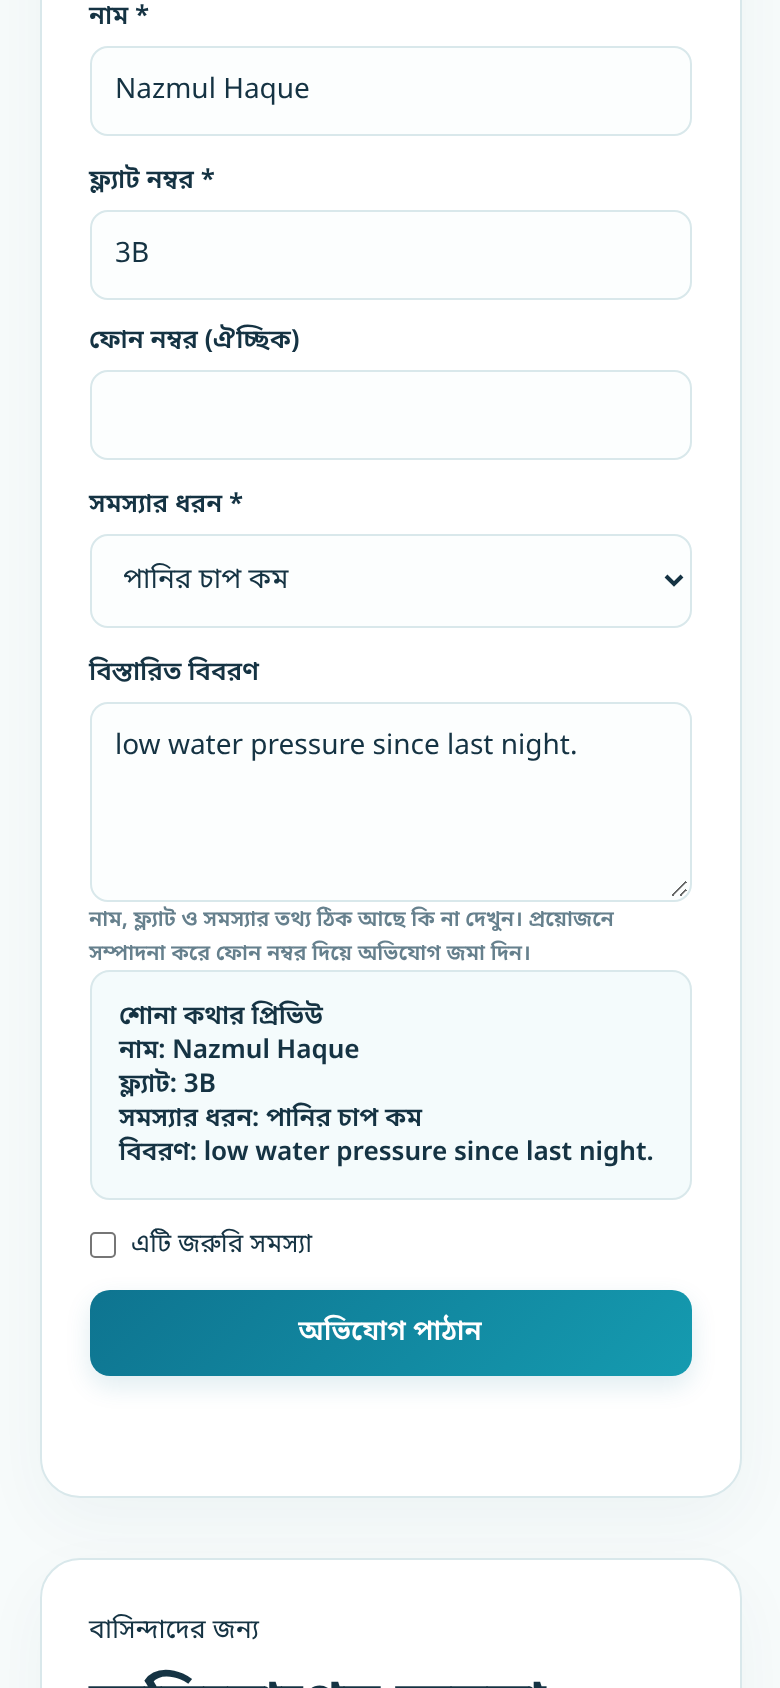 নাম *
Nazmul Haque
ফ্ল্যাট নম্বর *
3B
ফোন নম্বর (ঐচ্ছিক)
সমস্যার ধরন *
পানির চাপ কম
বিস্তারিত বিবরণ
low water pressure since last night.
নাম, ফ্ল্যাট ও সমস্যার তথ্য ঠিক আছে কি না দেখুন। প্রয়োজনে
সম্পাদনা করে ফোন নম্বর দিয়ে অভিযোগ জমা দিন।
শোনা কথার প্রিভিউ
নাম: Nazmul Haque
ফ্ল্যাট: 3B
সমস্যার ধরন: পানির চাপ কম
বিবরণ: low water pressure since last night.
এটি জরুরি সমস্যা
অভিযোগ পাঠান
বাসিন্দাদের জন্য